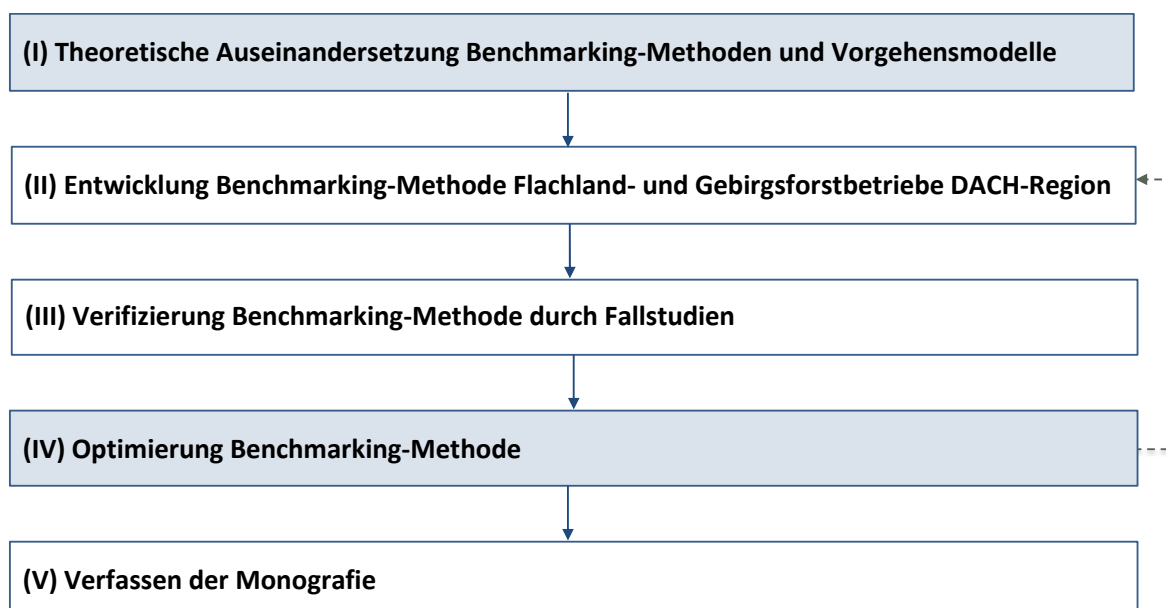 (I) Theoretische Auseinandersetzung Benchmarking-Methoden und Vorgehensmodelle
(II) Entwicklung Benchmarking-Methode Flachland- und Gebirgsforstbetriebe DACH-Region
(III) Verifizierung Benchmarking-Methode durch Fallstudien
(IV) Optimierung Benchmarking-Methode
(V) Verfassen der Monografie